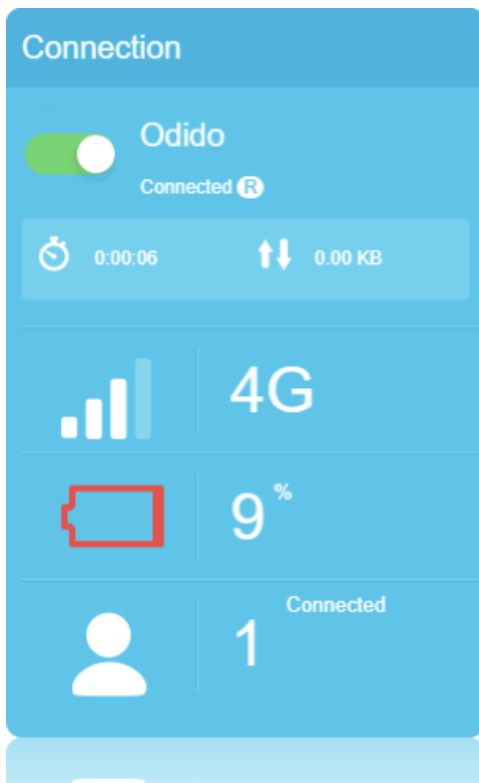 Connection
Odido
Connected R
0:00:06 0.00 KB
4G
9 %
Connected
1